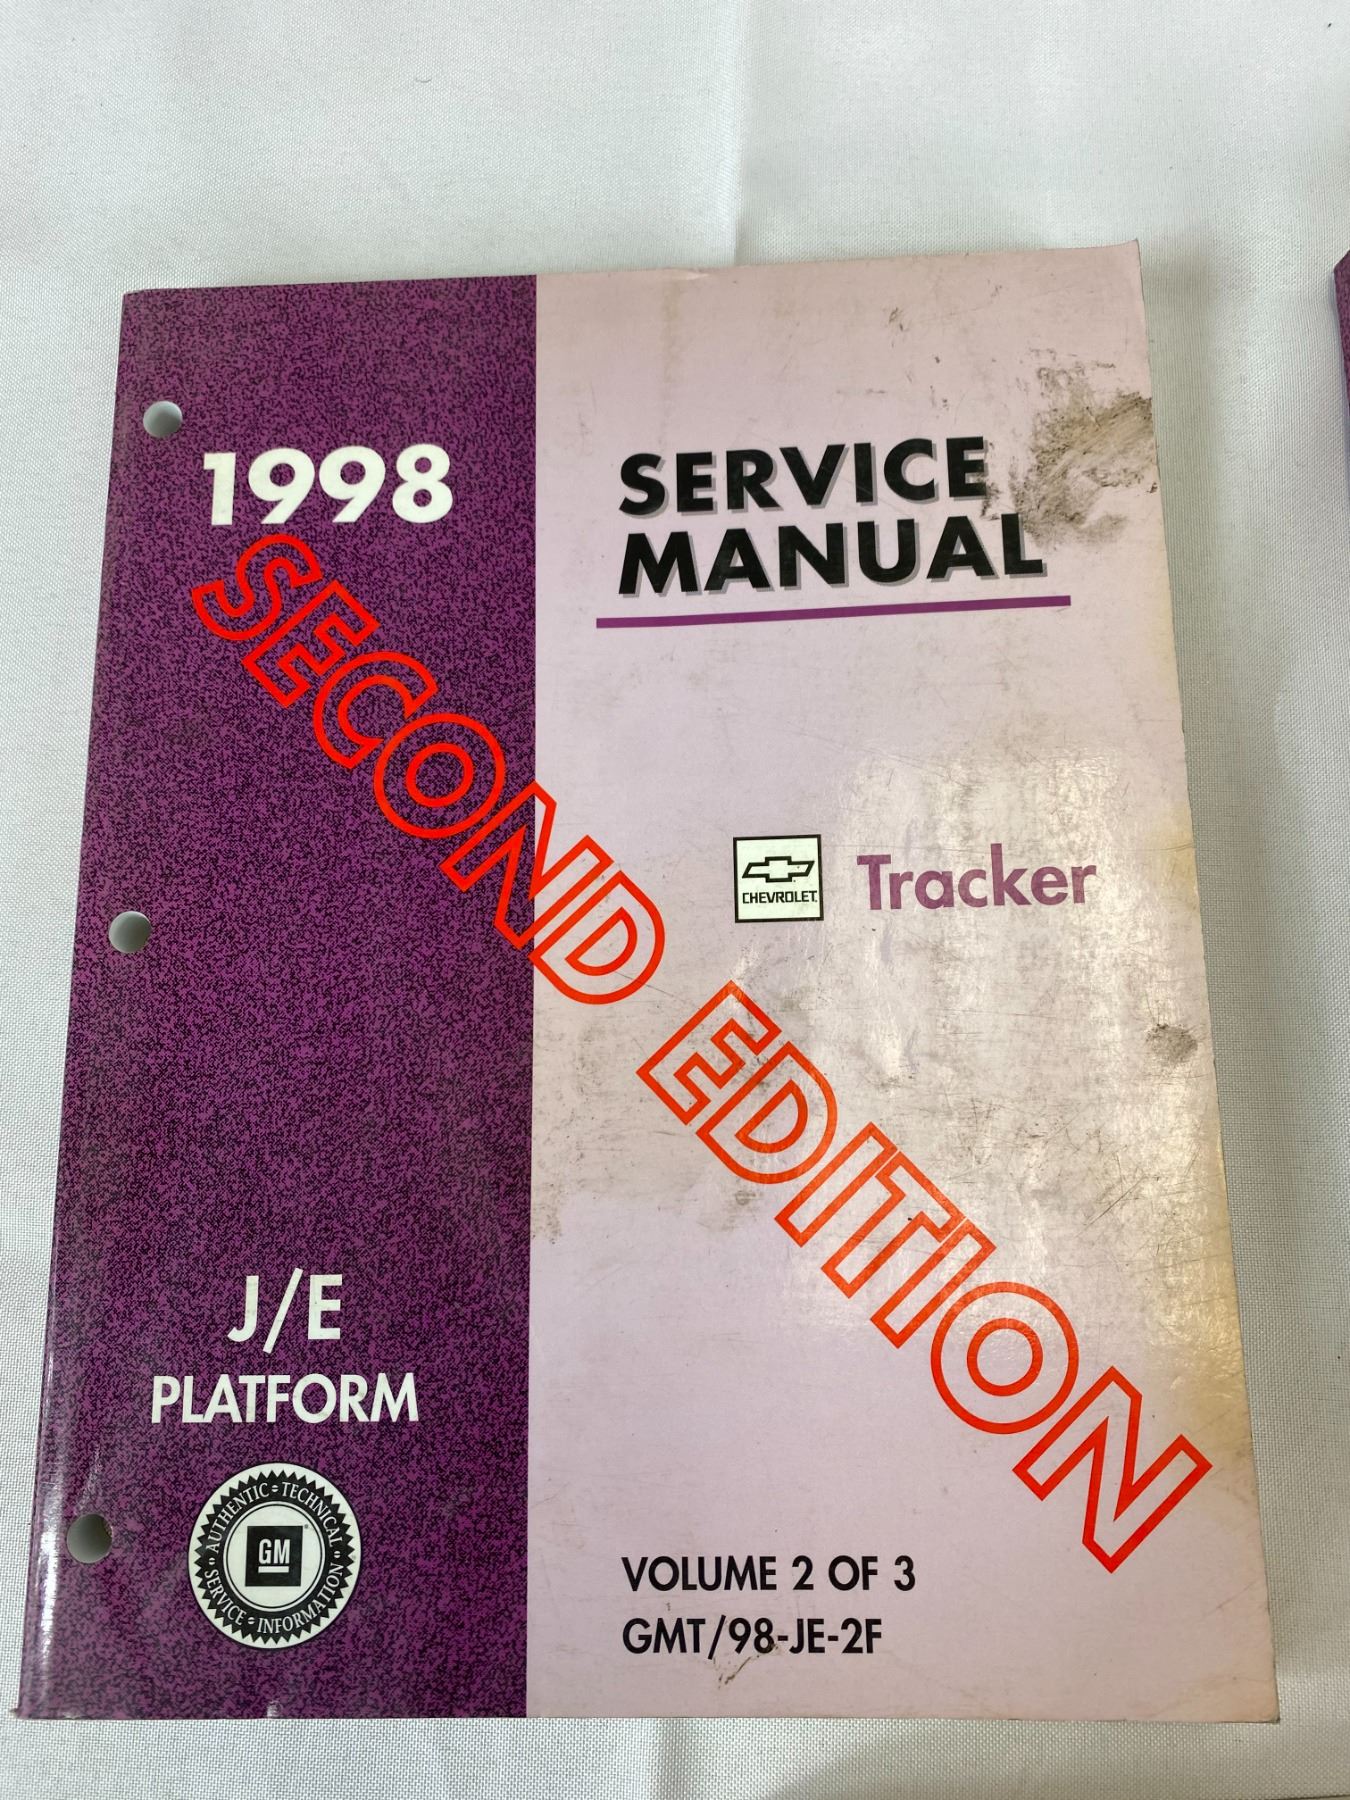 1998
SERVICE
MANUAL
SECOND EDITION
CHEVROLET
Tracker
J/E
PLATFORM
AUTHENTIC • TECHNICAL
SERVICE • INFORMATION
GM
VOLUME 2 OF 3
GMT/98-JE-2F